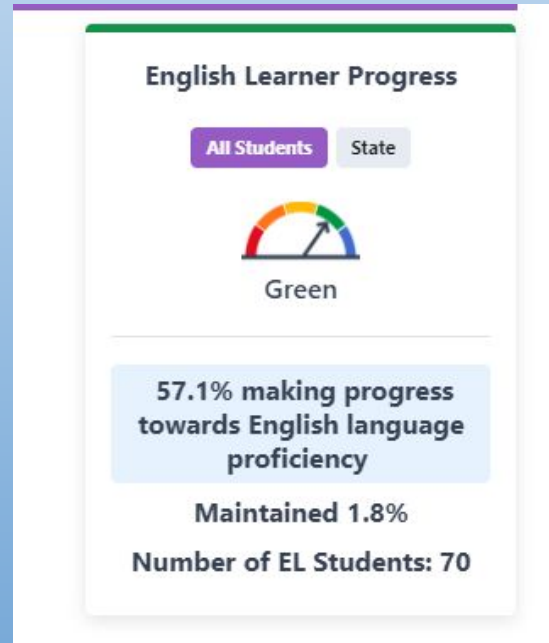 English Learner Progress
All Students State
Green
57.1% making progress
towards English language
proficiency
Maintained 1.8%
Number of EL Students: 70